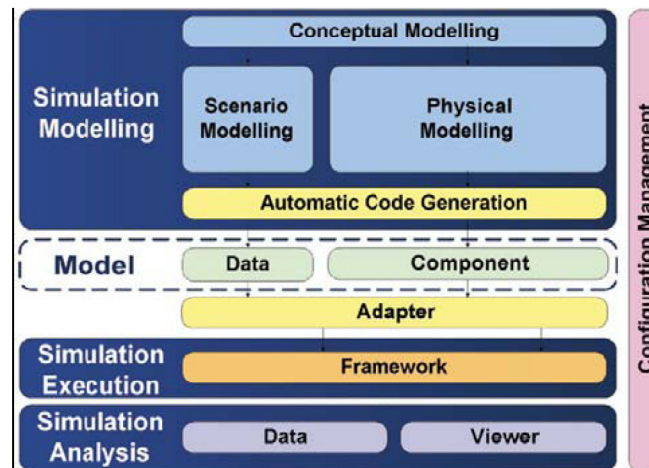 Conceptual Modelling
Simulation
Modelling
Scenario
Modelling
Physical
Modelling
Automatic Code Generation
Model
Data
Component
Adapter
Simulation
Execution
Framework
Simulation
Analysis
Data
Viewer
Configuration Management